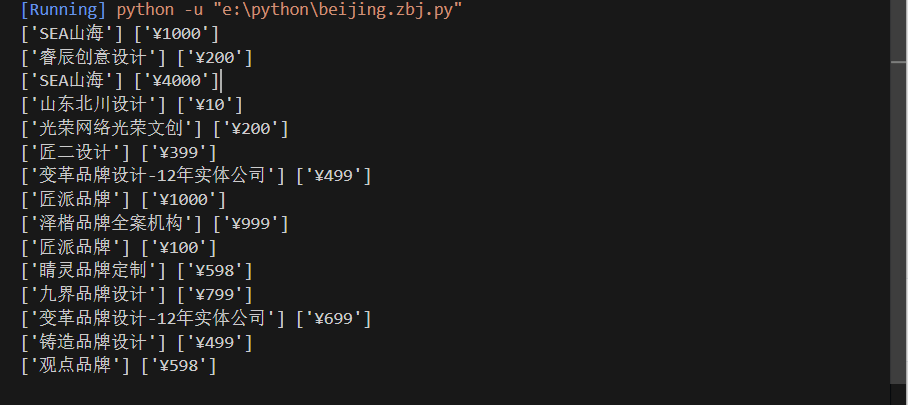 [Running] python -u "e:\python\beijing.zbj.py"
['SEA山海'] ['¥1000']
['睿辰创意设计'] ['¥200']
['SEA山海'] ['¥4000']
['山东北川设计'] ['¥10']
['光荣网络光荣文创'] ['¥200']
['匠二设计'] ['¥399']
['变革品牌设计-12年实体公司'] ['¥499']
['匠派品牌'] ['¥1000']
['泽楷品牌全案机构'] ['¥999']
['匠派品牌'] ['¥100']
['睛灵品牌定制'] ['¥598']
['九界品牌设计'] ['¥799']
['变革品牌设计-12年实体公司'] ['¥699']
['铸造品牌设计'] ['¥499']
['观点品牌'] ['¥598']